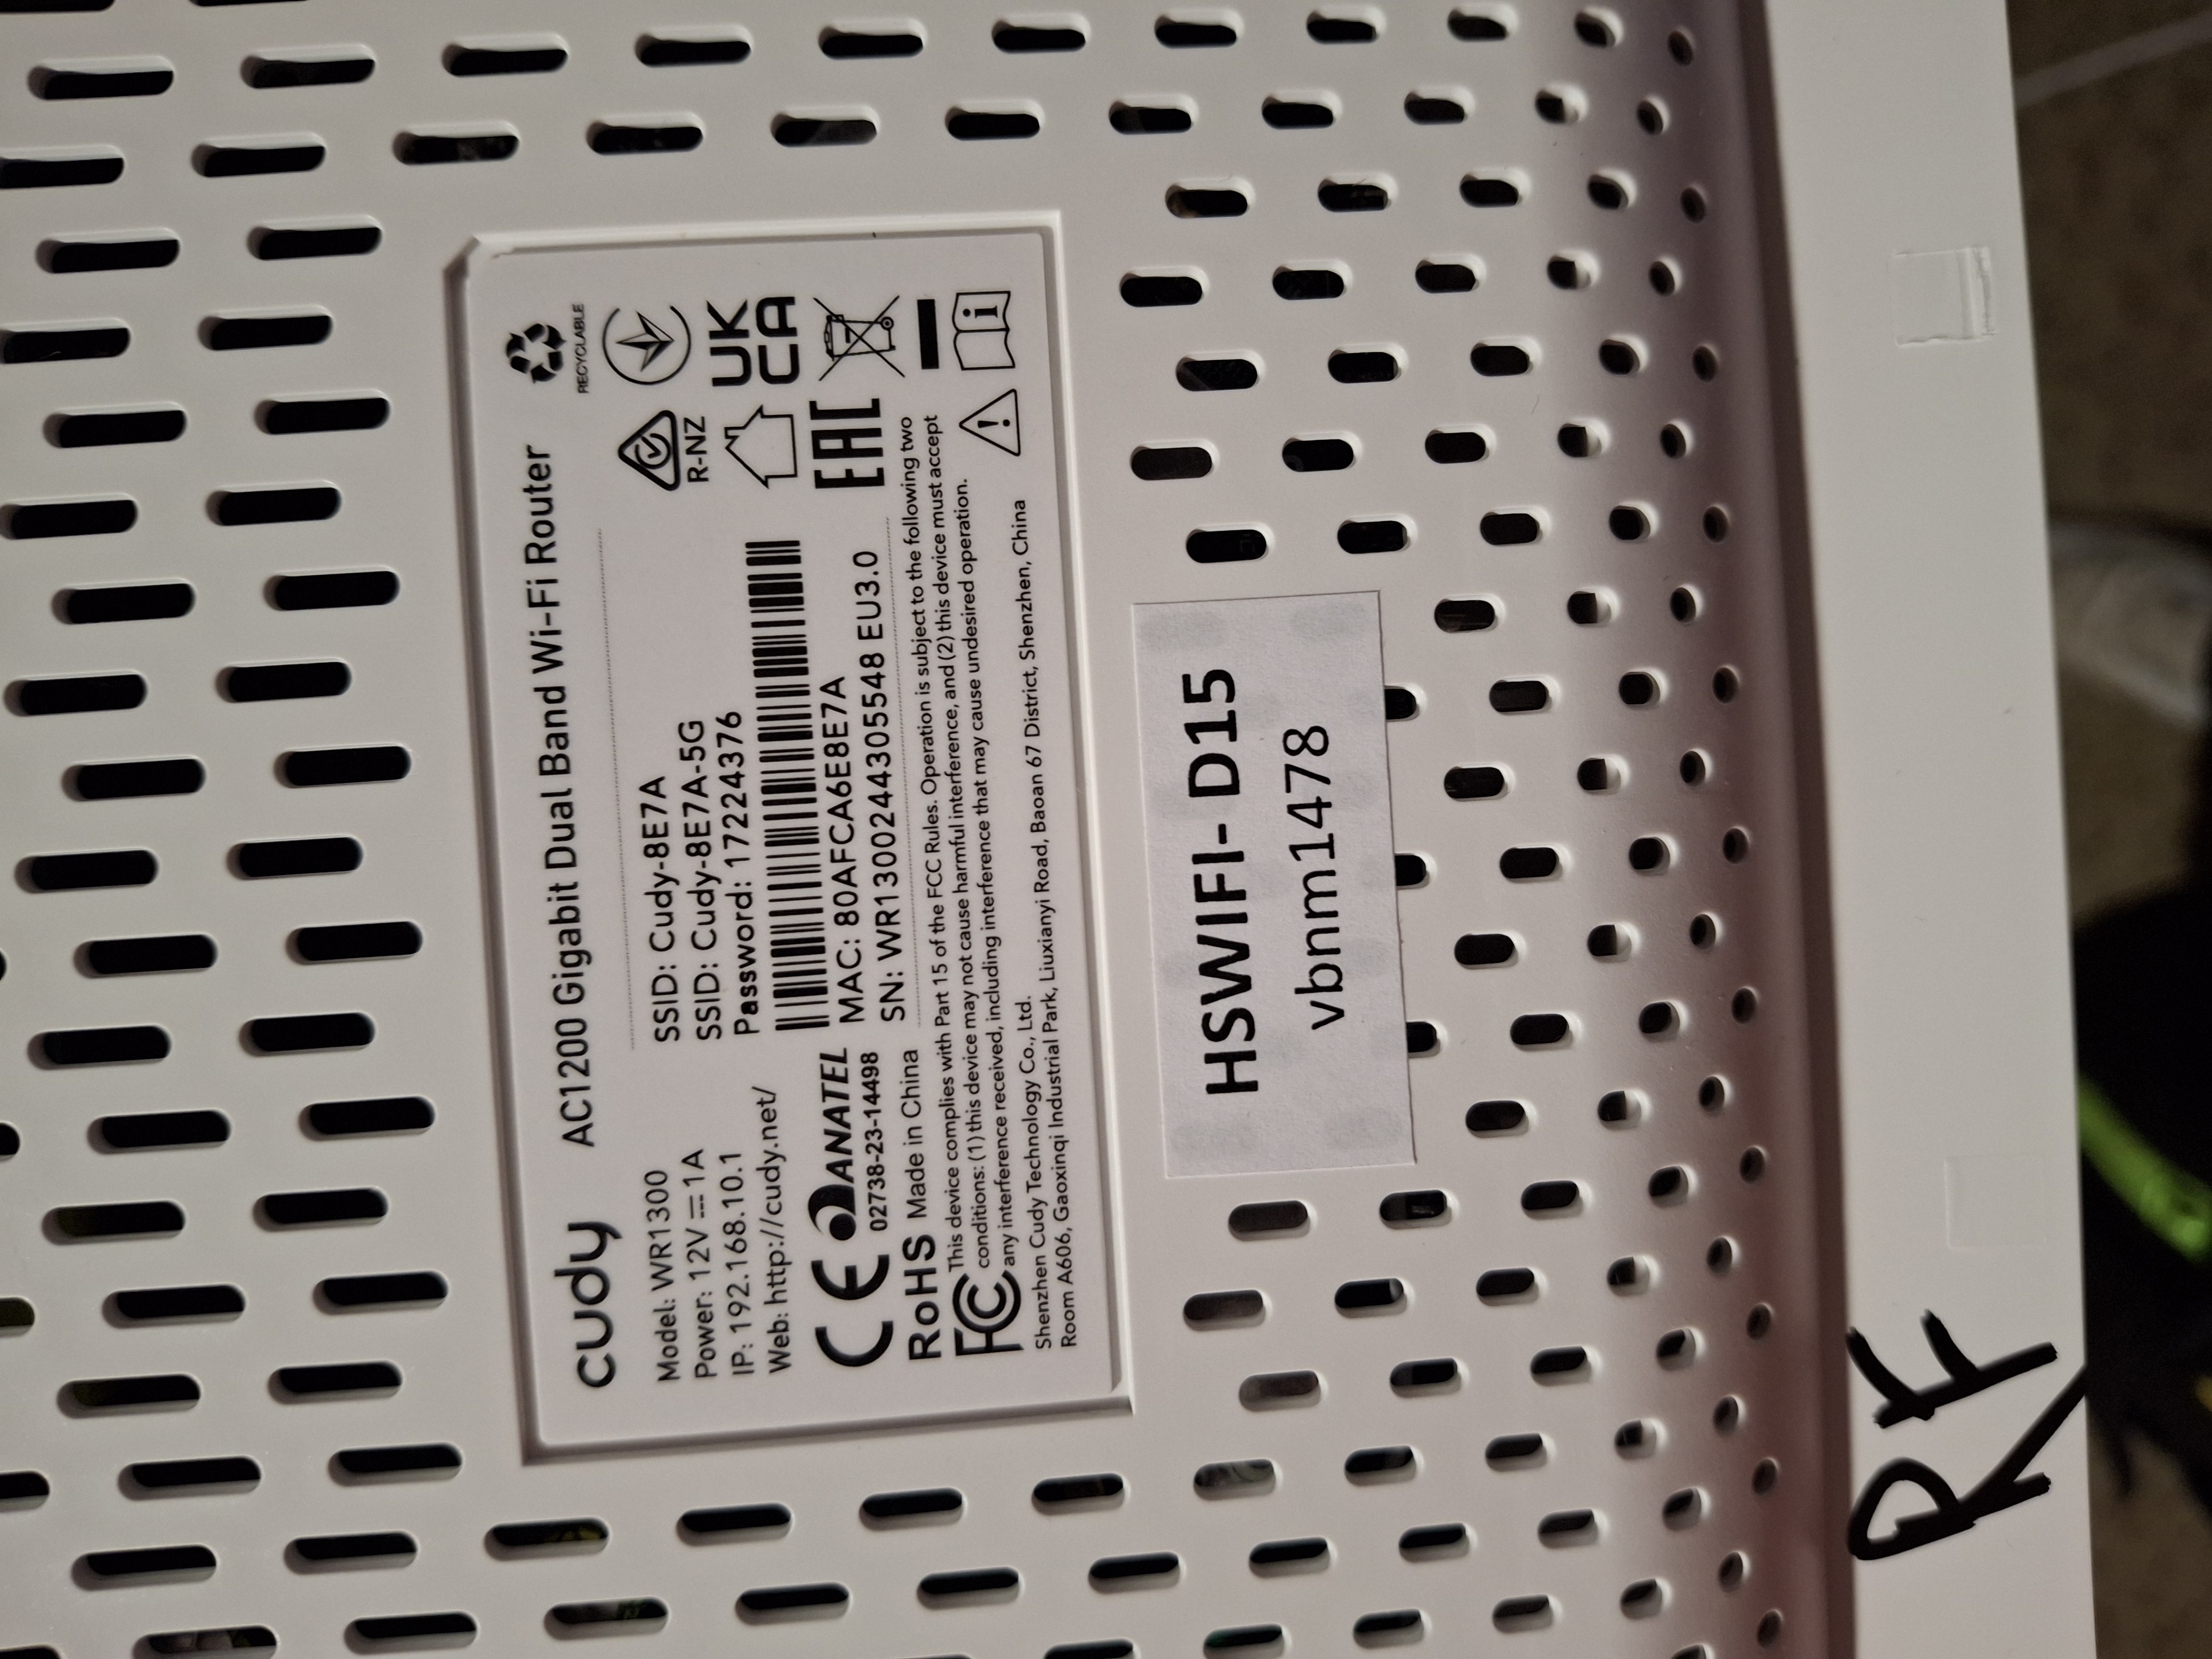 cudy AC1200 Gigabit Dual Band Wi-Fi Router
RECYCLABLE
Model: WR1300
Power: 12V⎓1A
IP: 192.168.10.1
Web: http://cudy.net/
SSID: Cudy-8E7A
SSID: Cudy-8E7A-5G
Password: 17224376
MAC: 80AFCA6E8E7A
SN: WR1300244305548 EU3.0
R-NZ
UK
CA
EAC
CE ANATEL
02738-23-14498
RoHS Made in China
FC This device complies with Part 15 of the FCC Rules. Operation is subject to the following two
conditions: (1) this device may not cause harmful interference, and (2) this device must accept
any interference received, including interference that may cause undesired operation.
Shenzhen Cudy Technology Co., Ltd.
Room A606, Gaoxinqi Industrial Park, Liuxianyi Road, Baoan 67 District, Shenzhen, China
HSWIFI- D15
vbnm1478
RF